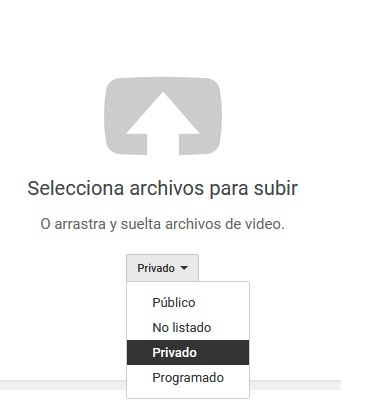 Selecciona archivos para subir
O arrastra y suelta archivos de video.
Privado
Público
No listado
Privado
Programado